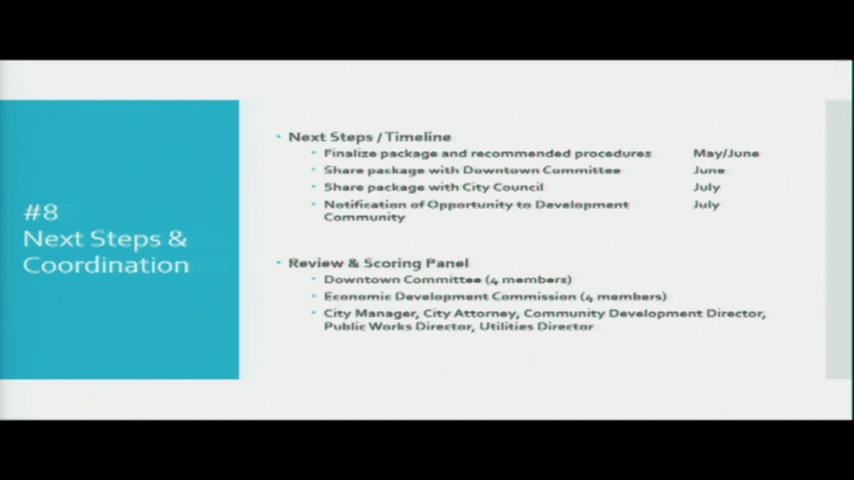 #8
Next Steps &
Coordination
Next Steps / Timeline
Finalize package and recommended procedures May/June
Share package with Downtown Committee June
Share package with City Council July
Notification of Opportunity to Development July
Community
Review & Scoring Panel
Downtown Committee (4 members)
Economic Development Commission (4 members)
City Manager, City Attorney, Community Development Director,
Public Works Director, Utilities Director